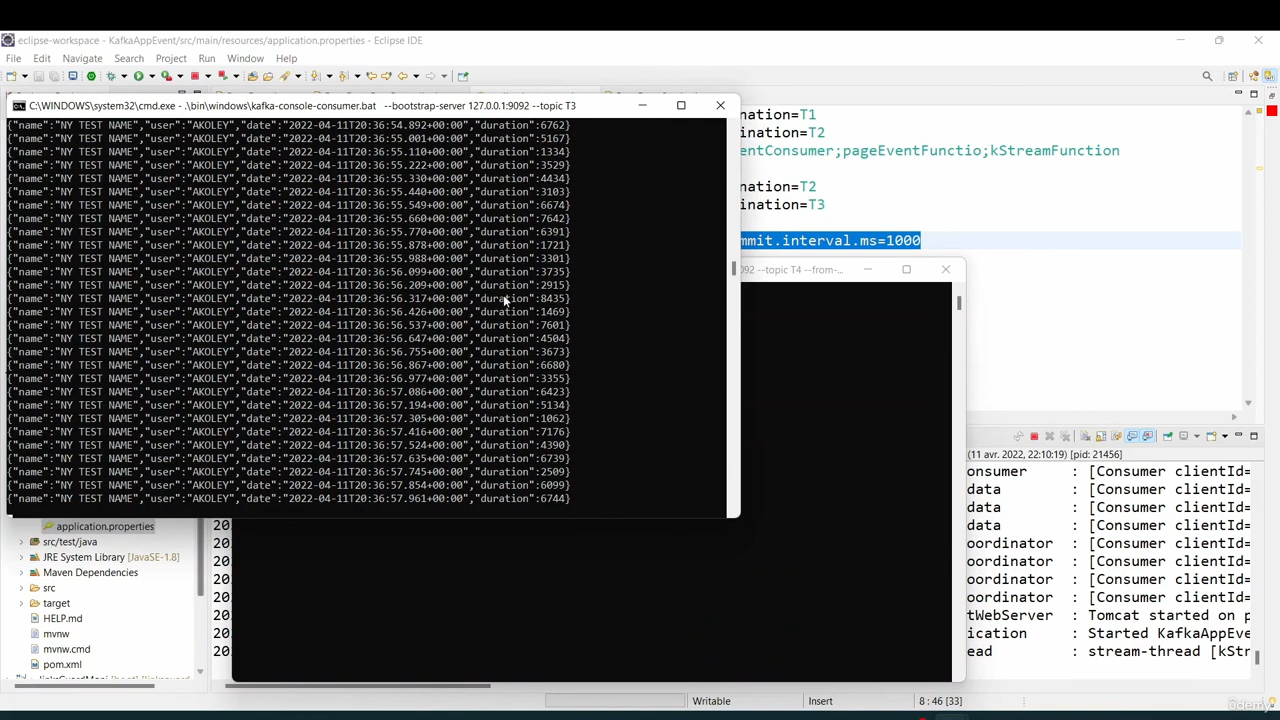 eclipse-workspace - KafkaAppEvent/src/main/resources/application.properties - Eclipse IDE
File Edit Navigate Search Project Run Window Help
C:\WINDOWS\system32\cmd.exe - .\bin\windows\kafka-console-consumer.bat --bootstrap-server 127.0.0.1:9092 --topic T3
{"name":"NY TEST NAME","user":"AKOLEY","date":"2022-04-11T20:36:54.892+00:00","duration":6762}
{"name":"NY TEST NAME","user":"AKOLEY","date":"2022-04-11T20:36:55.001+00:00","duration":5167}
{"name":"NY TEST NAME","user":"AKOLEY","date":"2022-04-11T20:36:55.110+00:00","duration":1334}
{"name":"NY TEST NAME","user":"AKOLEY","date":"2022-04-11T20:36:55.222+00:00","duration":3529}
{"name":"NY TEST NAME","user":"AKOLEY","date":"2022-04-11T20:36:55.330+00:00","duration":4434}
{"name":"NY TEST NAME","user":"AKOLEY","date":"2022-04-11T20:36:55.440+00:00","duration":3103}
{"name":"NY TEST NAME","user":"AKOLEY","date":"2022-04-11T20:36:55.549+00:00","duration":6674}
{"name":"NY TEST NAME","user":"AKOLEY","date":"2022-04-11T20:36:55.660+00:00","duration":7642}
{"name":"NY TEST NAME","user":"AKOLEY","date":"2022-04-11T20:36:55.770+00:00","duration":6391}
{"name":"NY TEST NAME","user":"AKOLEY","date":"2022-04-11T20:36:55.878+00:00","duration":1721}
{"name":"NY TEST NAME","user":"AKOLEY","date":"2022-04-11T20:36:55.988+00:00","duration":3301}
{"name":"NY TEST NAME","user":"AKOLEY","date":"2022-04-11T20:36:56.099+00:00","duration":3735}
{"name":"NY TEST NAME","user":"AKOLEY","date":"2022-04-11T20:36:56.209+00:00","duration":2915}
{"name":"NY TEST NAME","user":"AKOLEY","date":"2022-04-11T20:36:56.317+00:00","duration":8435}
{"name":"NY TEST NAME","user":"AKOLEY","date":"2022-04-11T20:36:56.426+00:00","duration":1469}
{"name":"NY TEST NAME","user":"AKOLEY","date":"2022-04-11T20:36:56.537+00:00","duration":7601}
{"name":"NY TEST NAME","user":"AKOLEY","date":"2022-04-11T20:36:56.647+00:00","duration":4504}
{"name":"NY TEST NAME","user":"AKOLEY","date":"2022-04-11T20:36:56.755+00:00","duration":3673}
{"name":"NY TEST NAME","user":"AKOLEY","date":"2022-04-11T20:36:56.867+00:00","duration":6680}
{"name":"NY TEST NAME","user":"AKOLEY","date":"2022-04-11T20:36:56.977+00:00","duration":3355}
{"name":"NY TEST NAME","user":"AKOLEY","date":"2022-04-11T20:36:57.086+00:00","duration":6423}
{"name":"NY TEST NAME","user":"AKOLEY","date":"2022-04-11T20:36:57.194+00:00","duration":5134}
{"name":"NY TEST NAME","user":"AKOLEY","date":"2022-04-11T20:36:57.305+00:00","duration":1062}
{"name":"NY TEST NAME","user":"AKOLEY","date":"2022-04-11T20:36:57.416+00:00","duration":7176}
{"name":"NY TEST NAME","user":"AKOLEY","date":"2022-04-11T20:36:57.524+00:00","duration":4390}
{"name":"NY TEST NAME","user":"AKOLEY","date":"2022-04-11T20:36:57.635+00:00","duration":6739}
{"name":"NY TEST NAME","user":"AKOLEY","date":"2022-04-11T20:36:57.745+00:00","duration":2509}
{"name":"NY TEST NAME","user":"AKOLEY","date":"2022-04-11T20:36:57.854+00:00","duration":6099}
{"name":"NY TEST NAME","user":"AKOLEY","date":"2022-04-11T20:36:57.961+00:00","duration":6744}
nation=T1
nation=T2
entConsumer;pageEventFunctio;kStreamFunction
nation=T2
nation=T3
mmit.interval.ms=1000
092 --topic T4 --from-...
(11 avr. 2022, 22:10:19) [pid: 21456]
onsumer : [Consumer clientId=
data : [Consumer clientId=
data : [Consumer clientId=
data : [Consumer clientId=
oordinator : [Consumer clientId=
oordinator : [Consumer clientId=
oordinator : [Consumer clientId=
oordinator : [Consumer clientId=
tWebServer : Tomcat started on p
ication : Started KafkaAppEve
ead : stream-thread [kStr
application.properties
src/test/java
JRE System Library [JavaSE-1.8]
Maven Dependencies
src
target
HELP.md
mvnw
mvnw.cmd
pom.xml
20
20
20
20
20
Writable Insert 8 : 46 [33]
ûdemy